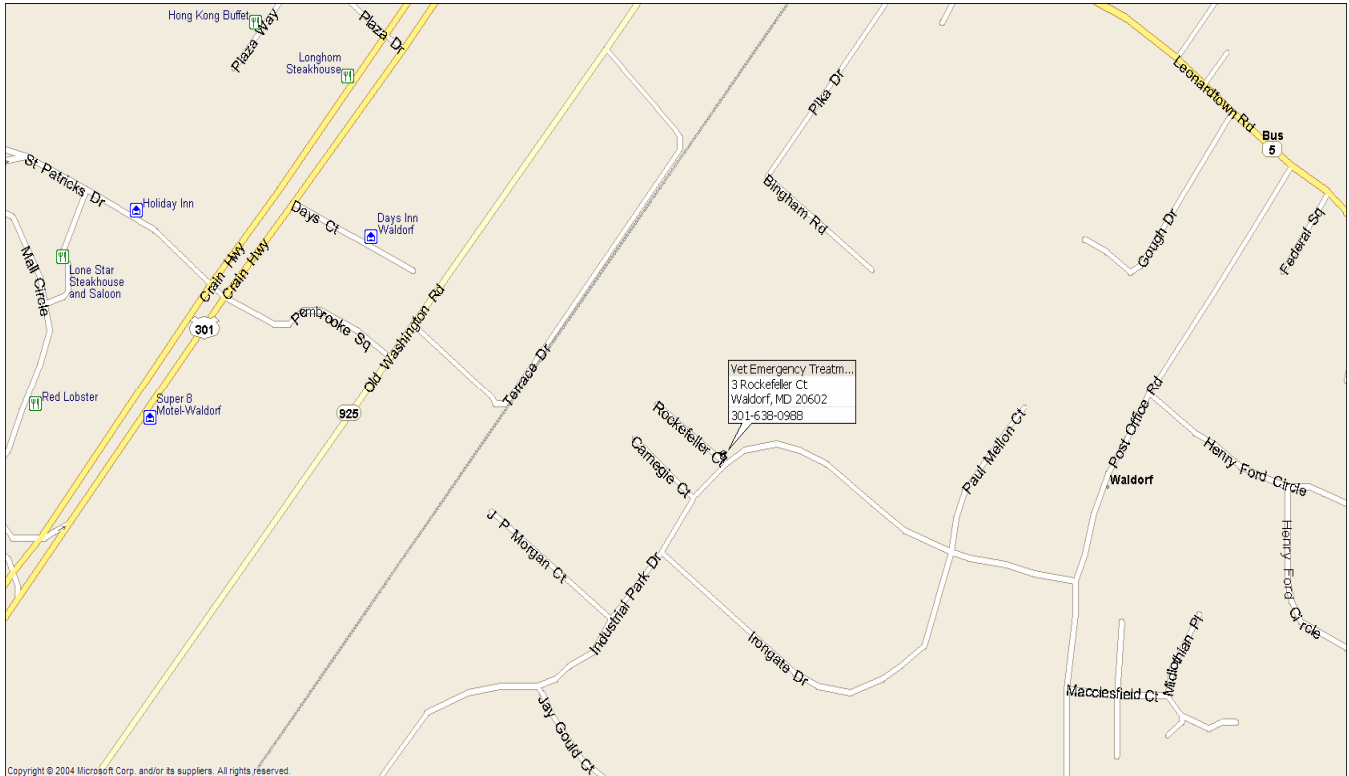 Hong Kong Buffet
Plaza Way
Plaza Dr
Longhorn
Steakhouse
Pika Dr
Leonardtown Rd
Bus
5
St Patricks Dr
Holiday Inn
Days Ct
Days Inn
Waldorf
Bingham Rd
Gough Dr
Federal Sq
Mall Circle
Lone Star
Steakhouse
and Saloon
Crain Hwy
Crain Hwy
301
Pembrooke Sq
Old Washington Rd
925
Terrace Dr
Red Lobster
Super 8
Motel-Waldorf
Vet Emergency Treatm...
3 Rockefeller Ct
Waldorf, MD 20602
301-638-0988
Rockefeller Ct
Carnegie Ct
Paul Mellon Ct
Post Office Rd
Waldorf
Henry Ford Circle
Henry Ford Circle
J P Morgan Ct
Industrial Park Dr
Irongate Dr
Midlothian Pl
Macclesfield Ct
Jay Gould Ct
Copyright © 2004 Microsoft Corp. and/or its suppliers. All rights reserved.